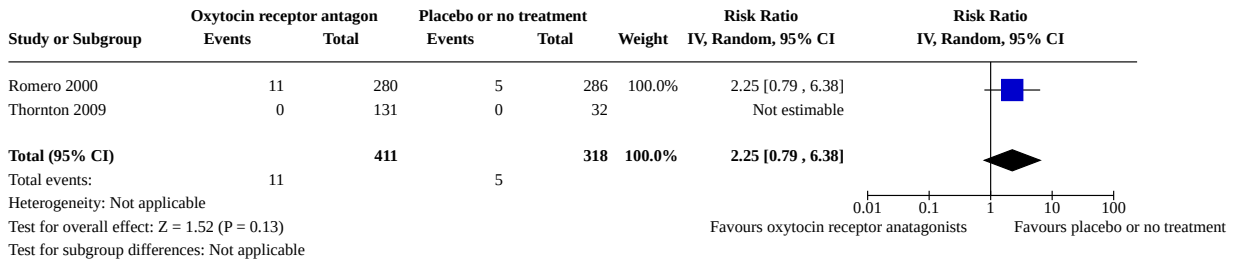 Oxytocin receptor antagon Placebo or no treatment Risk Ratio Risk Ratio
Study or Subgroup Events Total Events Total Weight IV, Random, 95% CI IV, Random, 95% CI
Romero 2000 11 280 5 286 100.0% 2.25 [0.79 , 6.38]
Thornton 2009 0 131 0 32 Not estimable
Total (95% CI) 411 318 100.0% 2.25 [0.79 , 6.38]
Total events: 11 5
Heterogeneity: Not applicable 0.01 0.1 1 10 100
Test for overall effect: Z = 1.52 (P = 0.13) Favours oxytocin receptor anatagonists Favours placebo or no treatment
Test for subgroup differences: Not applicable